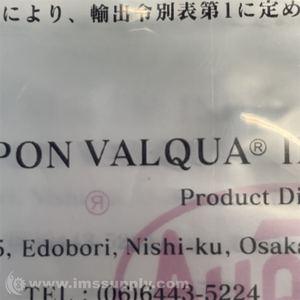 により、輸出令別表第1に定め
PON VALQUA® I
Product Di
®
5, Edobori, Nishi-ku, Osaka
TEL : (06)6443-5224
© www.imssupply.com